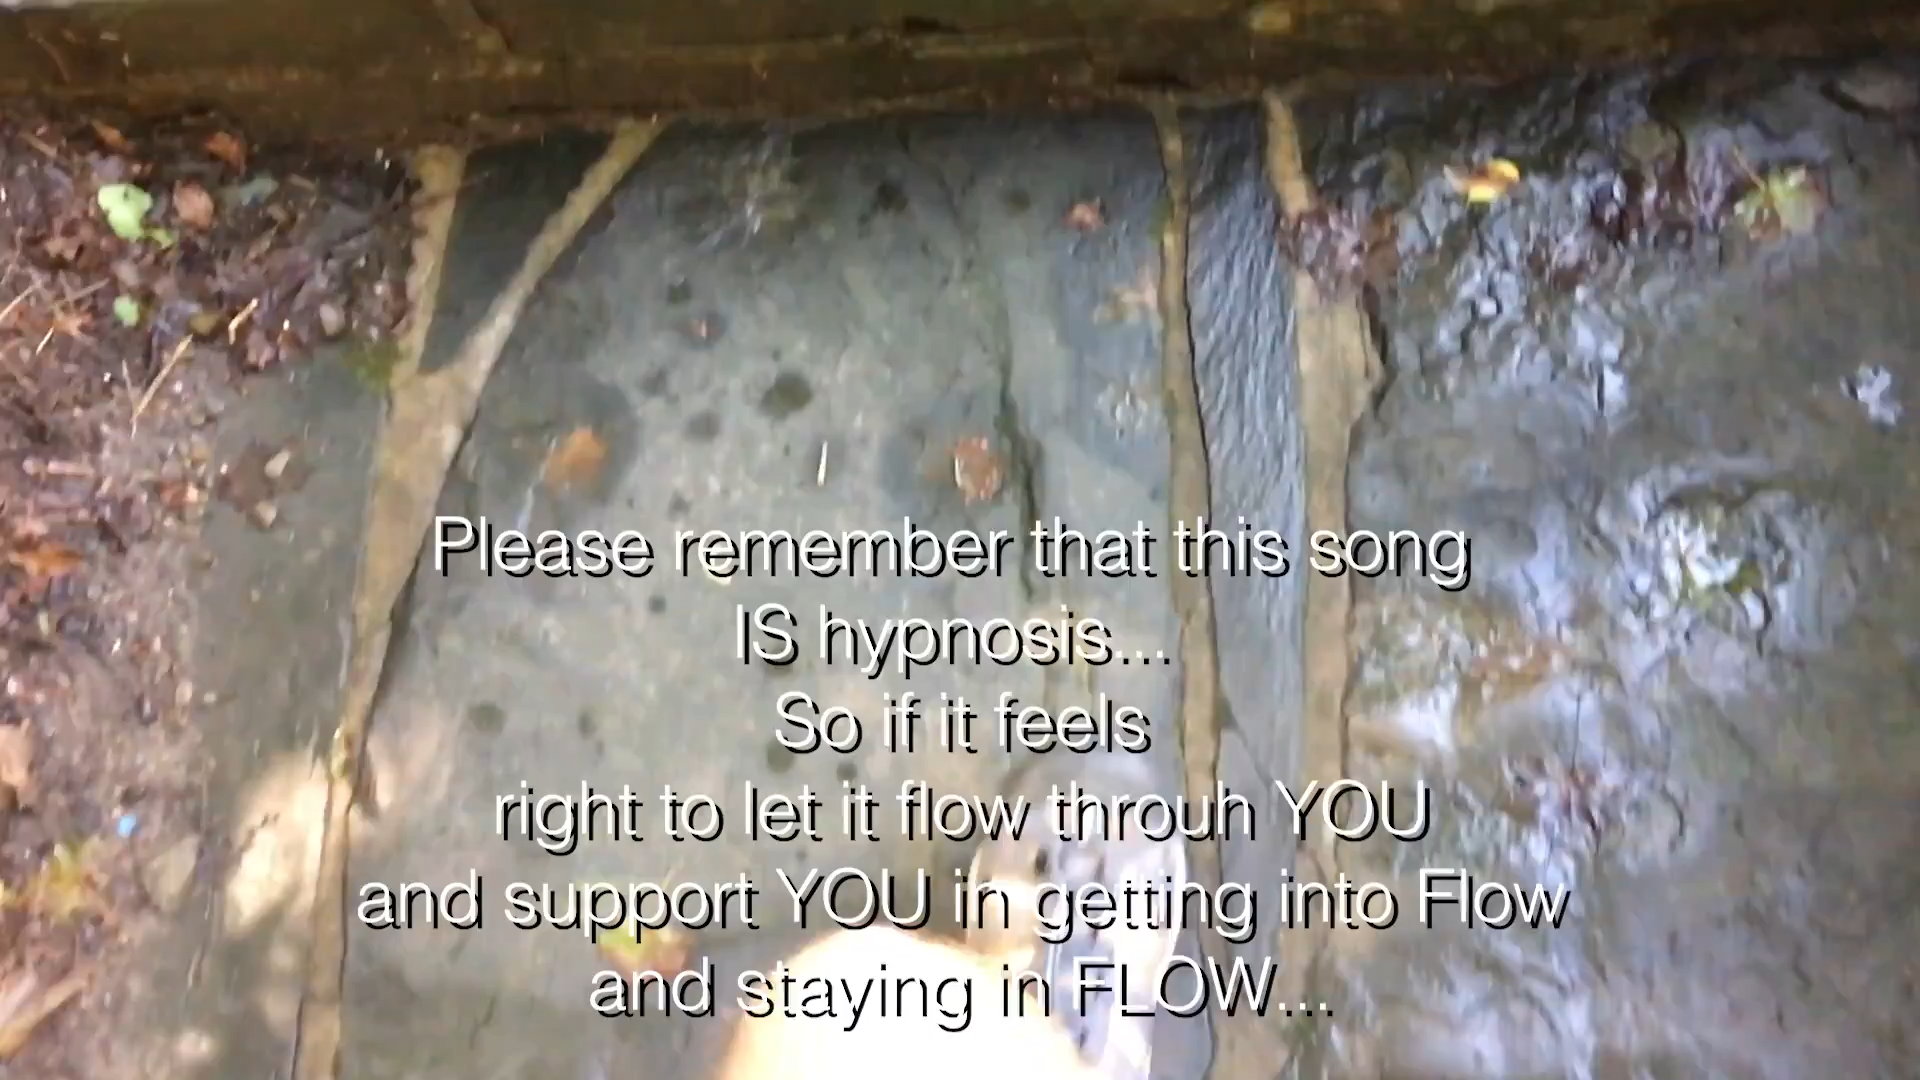 Please remember that this song
IS hypnosis...
So if it feels
right to let it flow throuh YOU
and support YOU in getting into Flow
and staying in FLOW...